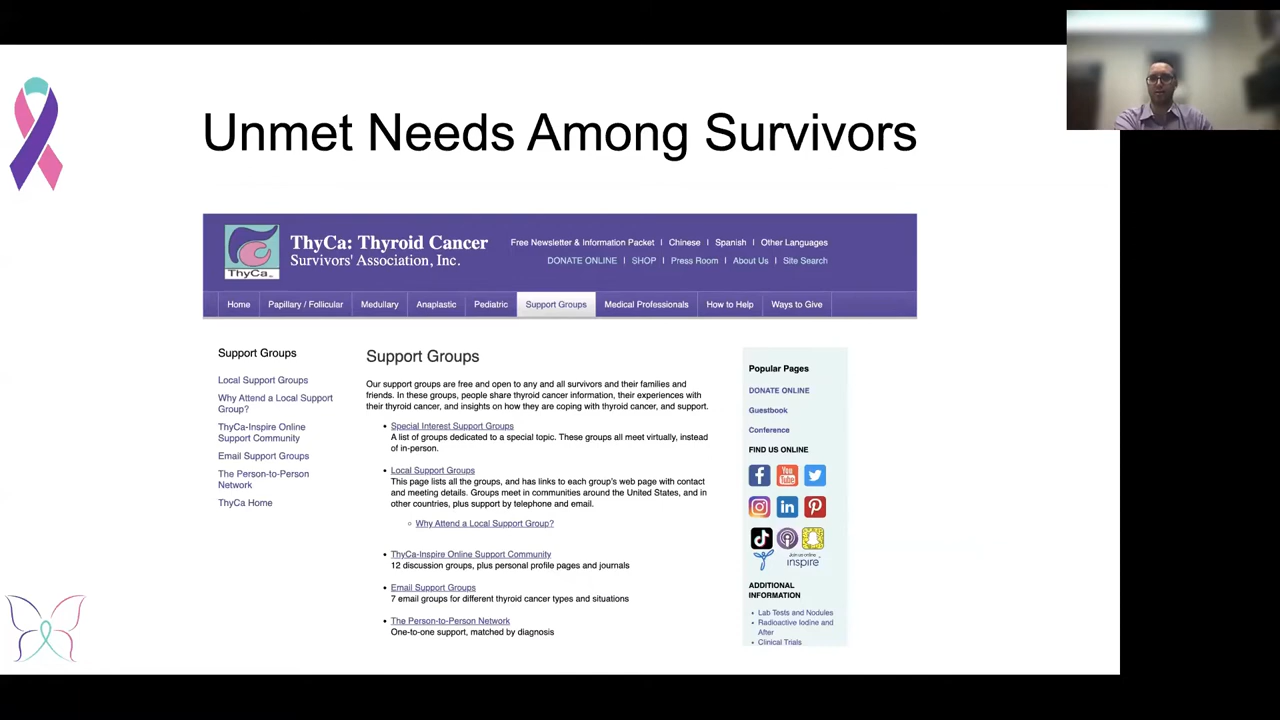 Unmet Needs Among Survivors
ThyCa
ThyCa: Thyroid Cancer
Survivors' Association, Inc.
Free Newsletter & Information Packet | Chinese | Spanish | Other Languages
DONATE ONLINE | SHOP | Press Room | About Us | Site Search
Home
Papillary / Follicular
Medullary
Anaplastic
Pediatric
Support Groups
Medical Professionals
How to Help
Ways to Give
Support Groups
Local Support Groups
Why Attend a Local Support
Group?
ThyCa-Inspire Online
Support Community
Email Support Groups
The Person-to-Person
Network
ThyCa Home
Support Groups
Our support groups are free and open to any and all survivors and their families and
friends. In these groups, people share thyroid cancer information, their experiences with
their thyroid cancer, and insights on how they are coping with thyroid cancer, and support.
• Special Interest Support Groups
A list of groups dedicated to a special topic. These groups all meet virtually, instead
of in-person.
• Local Support Groups
This page lists all the groups, and has links to each group's web page with contact
and meeting details. Groups meet in communities around the United States, and in
other countries, plus support by telephone and email.
○ Why Attend a Local Support Group?
• ThyCa-Inspire Online Support Community
12 discussion groups, plus personal profile pages and journals
• Email Support Groups
7 email groups for different thyroid cancer types and situations
• The Person-to-Person Network
One-to-one support, matched by diagnosis
Popular Pages
DONATE ONLINE
Guestbook
Conference
FIND US ONLINE
You
Tube
in
Join us online
inspire
ADDITIONAL
INFORMATION
• Lab Tests and Nodules
• Radioactive Iodine and
After
• Clinical Trials